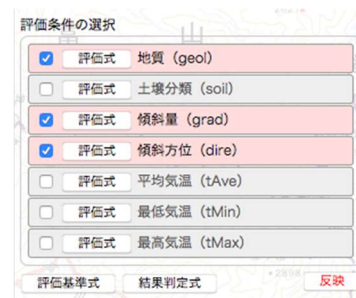 評価条件の選択
評価式 地質（geol）
評価式 土壌分類（soil）
評価式 傾斜量（grad）
評価式 傾斜方位（dire）
評価式 平均気温（tAve）
評価式 最低気温（tMin）
評価式 最高気温（tMax）
評価基準式 結果判定式 反映